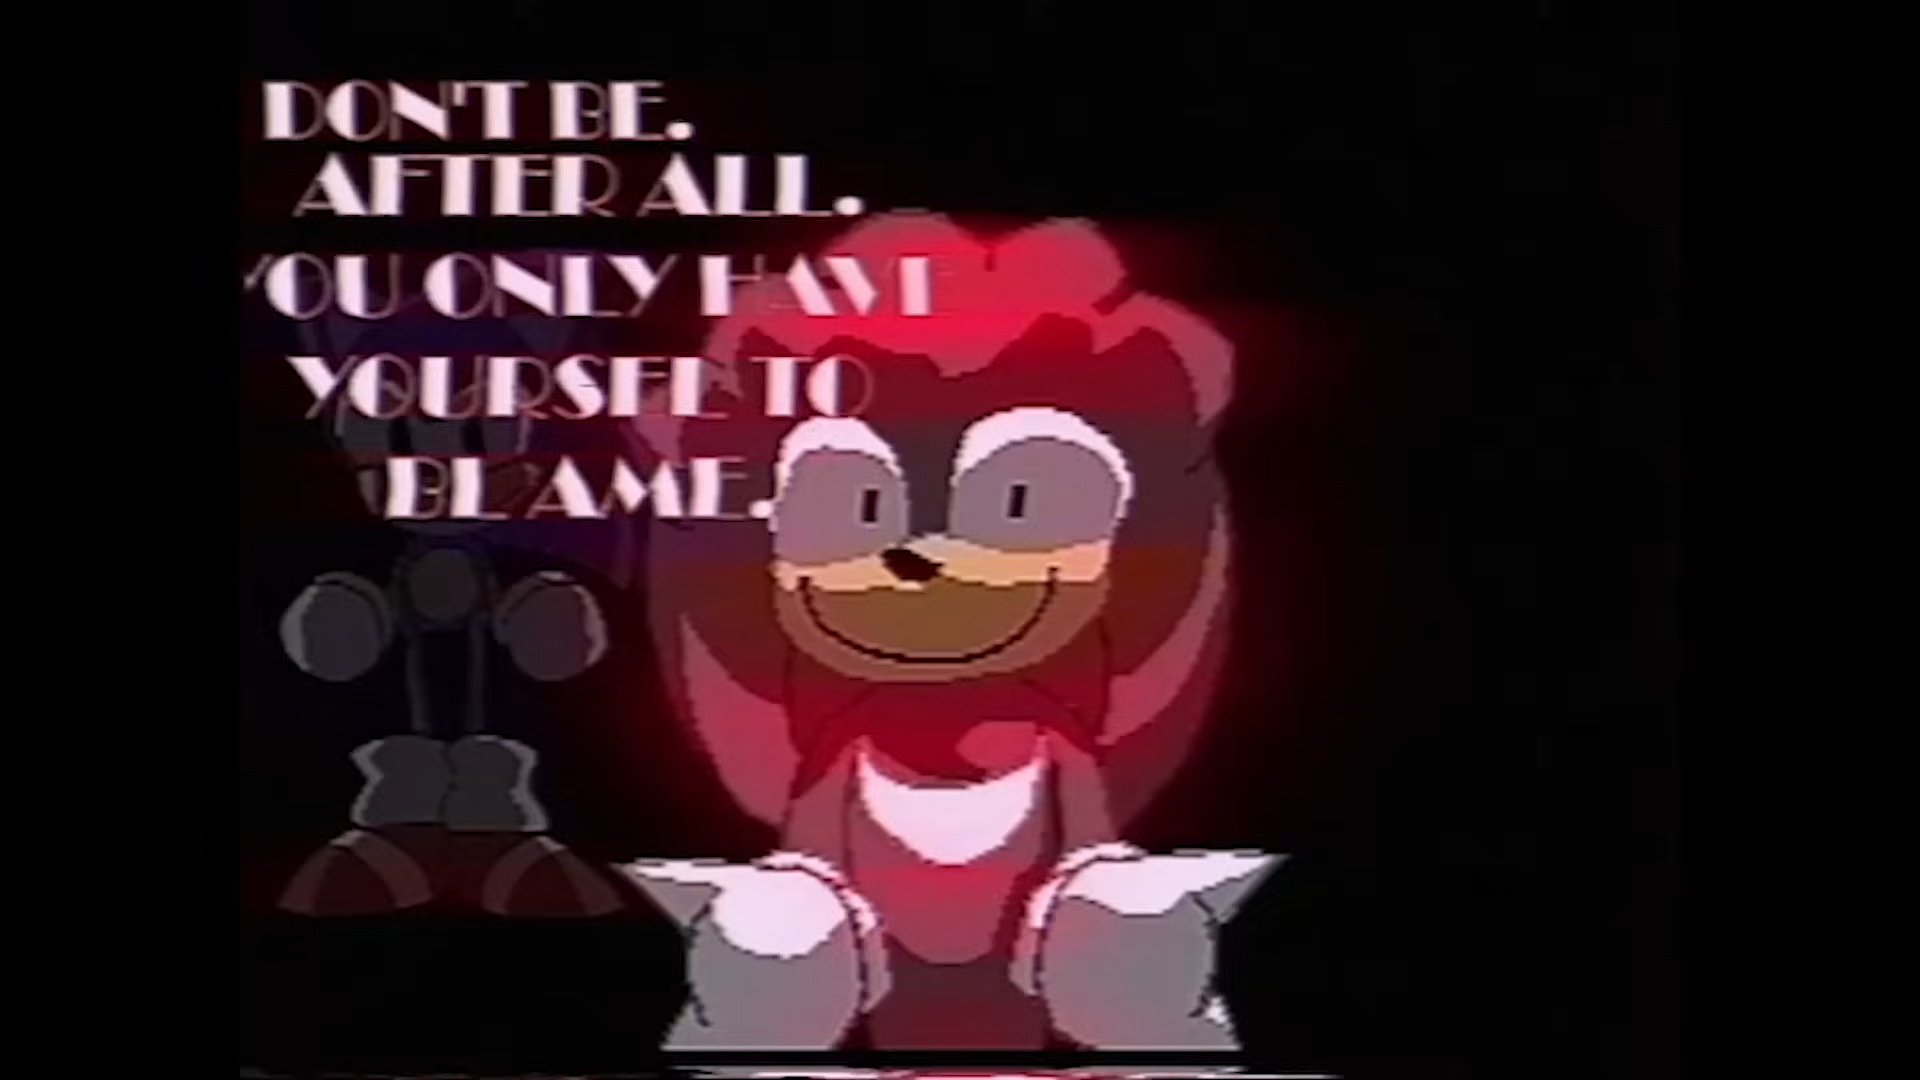 DON'T BE.
AFTER ALL.
YOU ONLY HAVE
YOURSELF TO
BLAME.